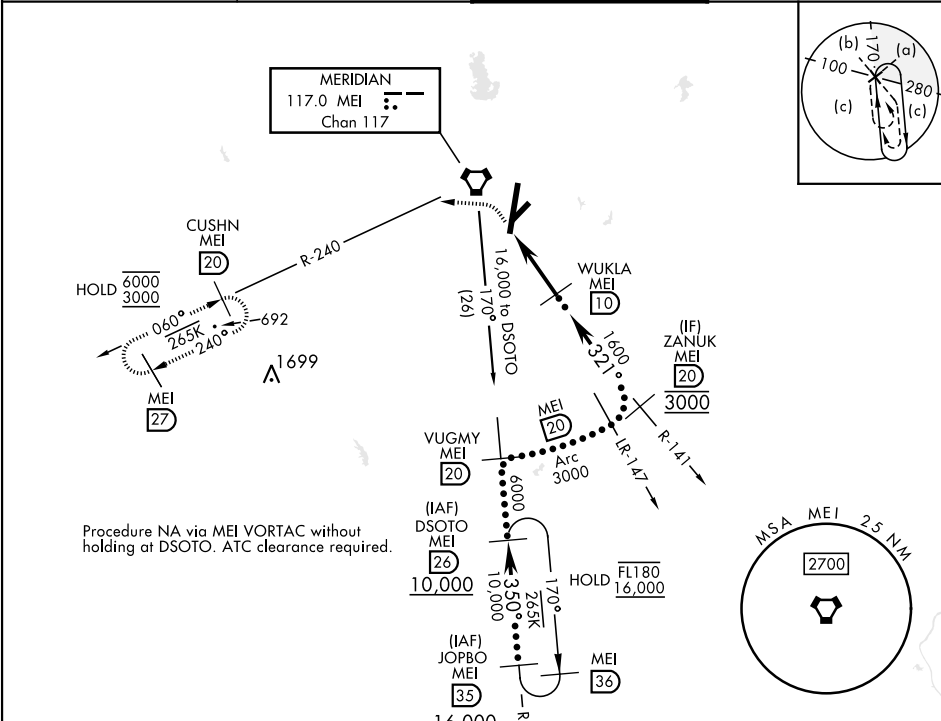 MERIDIAN
117.0 MEI
Chan 117
(b)
170
(a)
100
280
(c)
(c)
CUSHN
MEI
20
R-240
HOLD 6000
3000
060°
265K
240°
692
1699
MEI
27
16,000 to DSOTO
170°
(26)
WUKLA
MEI
10
1600
321°
(IF)
ZANUK
MEI
20
3000
MEI
20
Arc
3000
LR-147
R-141
VUGMY
MEI
20
6000
Procedure NA via MEI VORTAC without
holding at DSOTO. ATC clearance required.
(IAF)
DSOTO
MEI
26
10,000
350°
10,000
170°
265K
HOLD FL180
16,000
(IAF)
JOPBO
MEI
35
16,000
R
MEI
36
MSA MEI 25 NM
2700